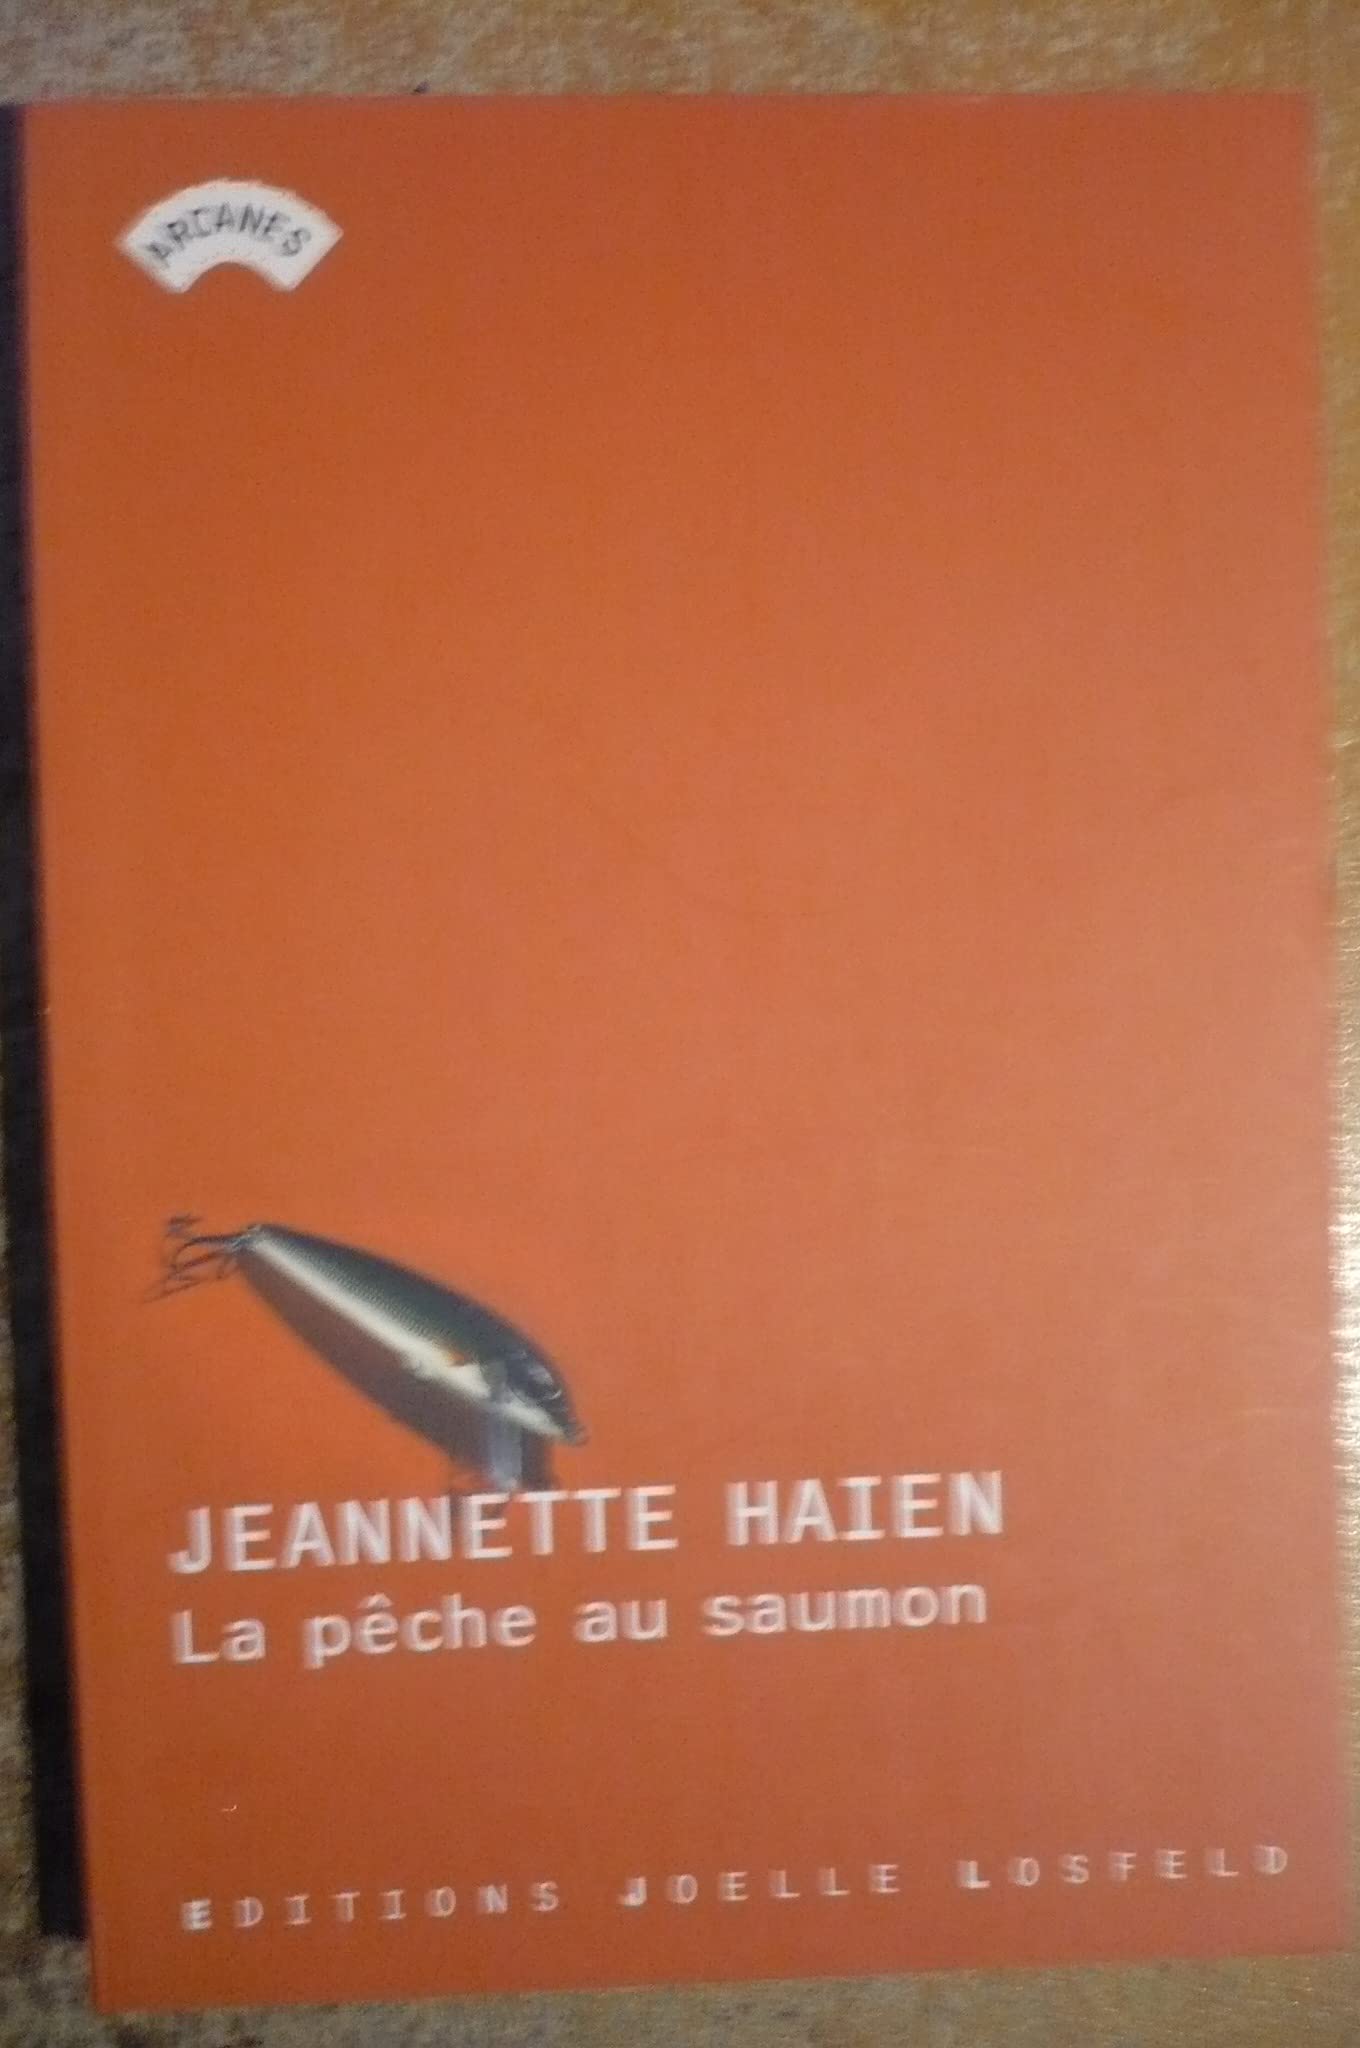 ARCANES
JEANNETTE HAIEN
La pêche au saumon
EDITIONS JOELLE LOSFELD